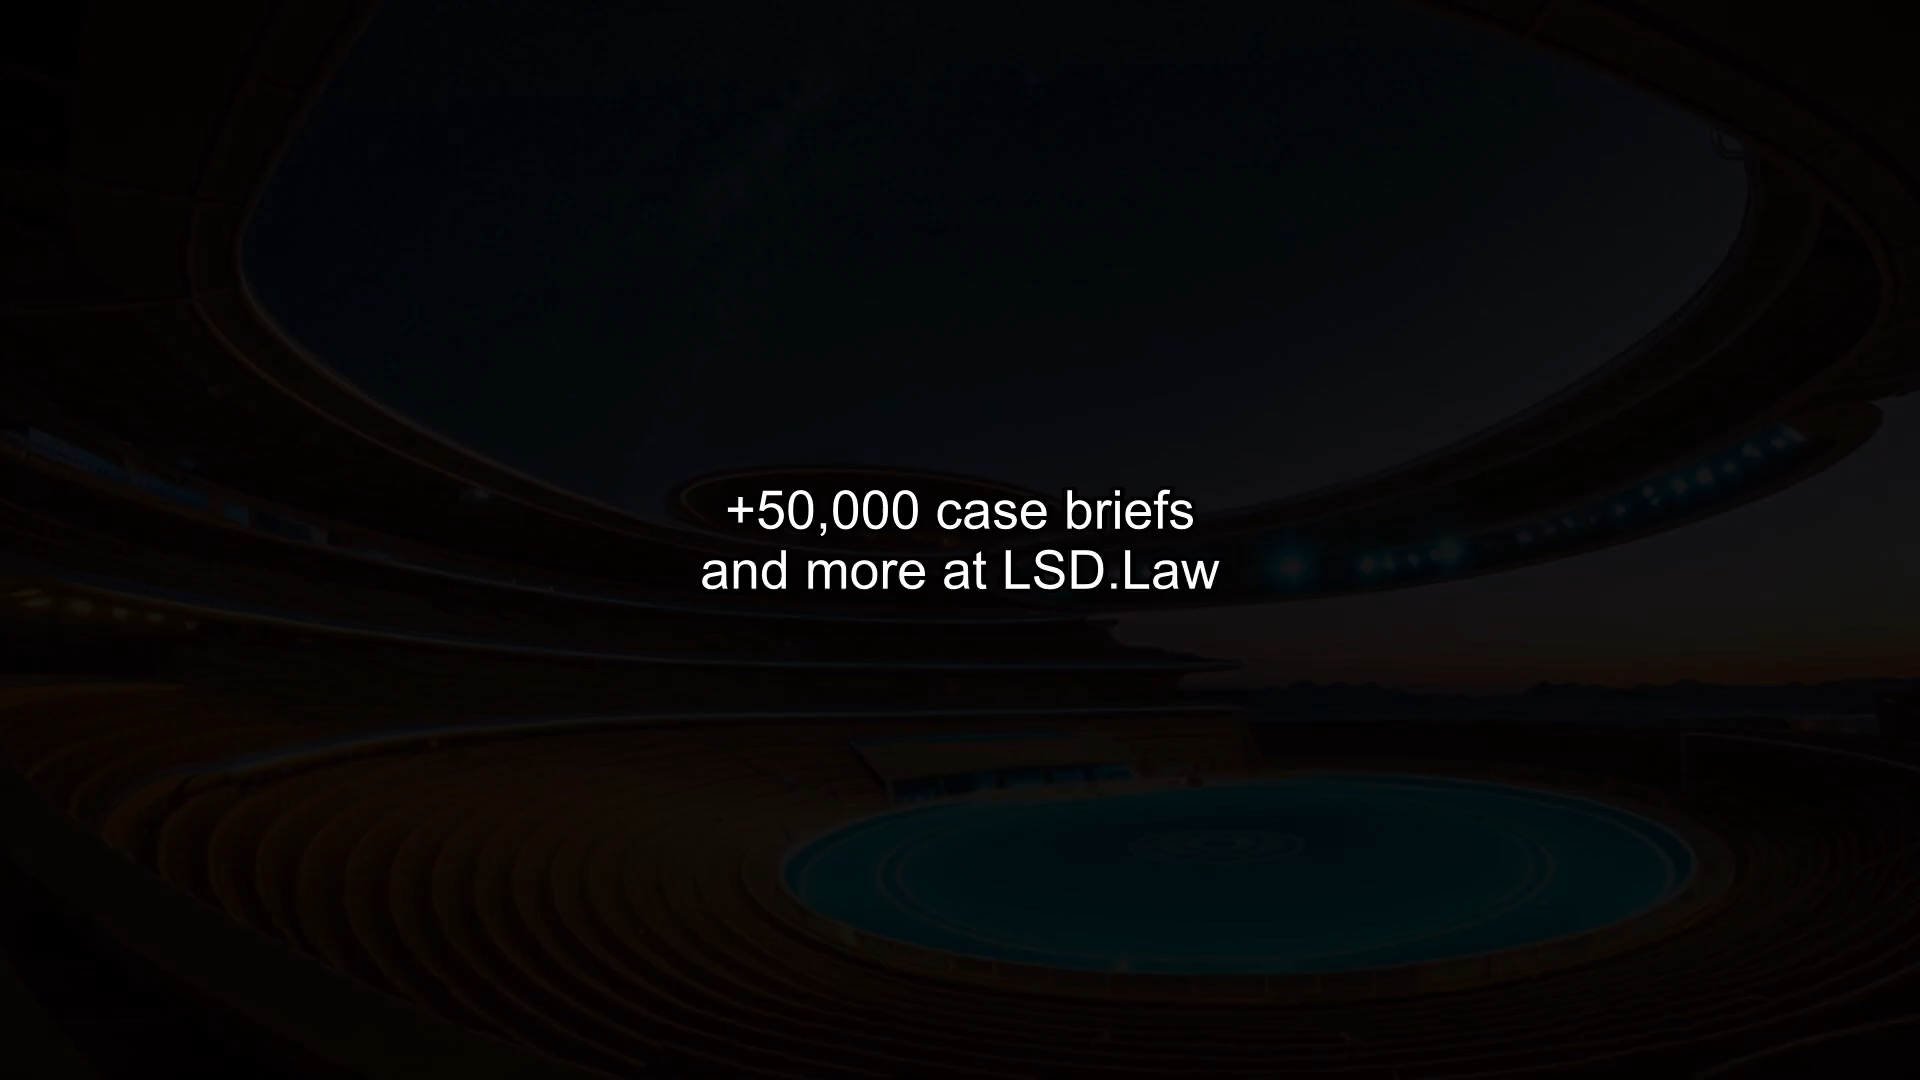 +50,000 case briefs
and more at LSD.Law